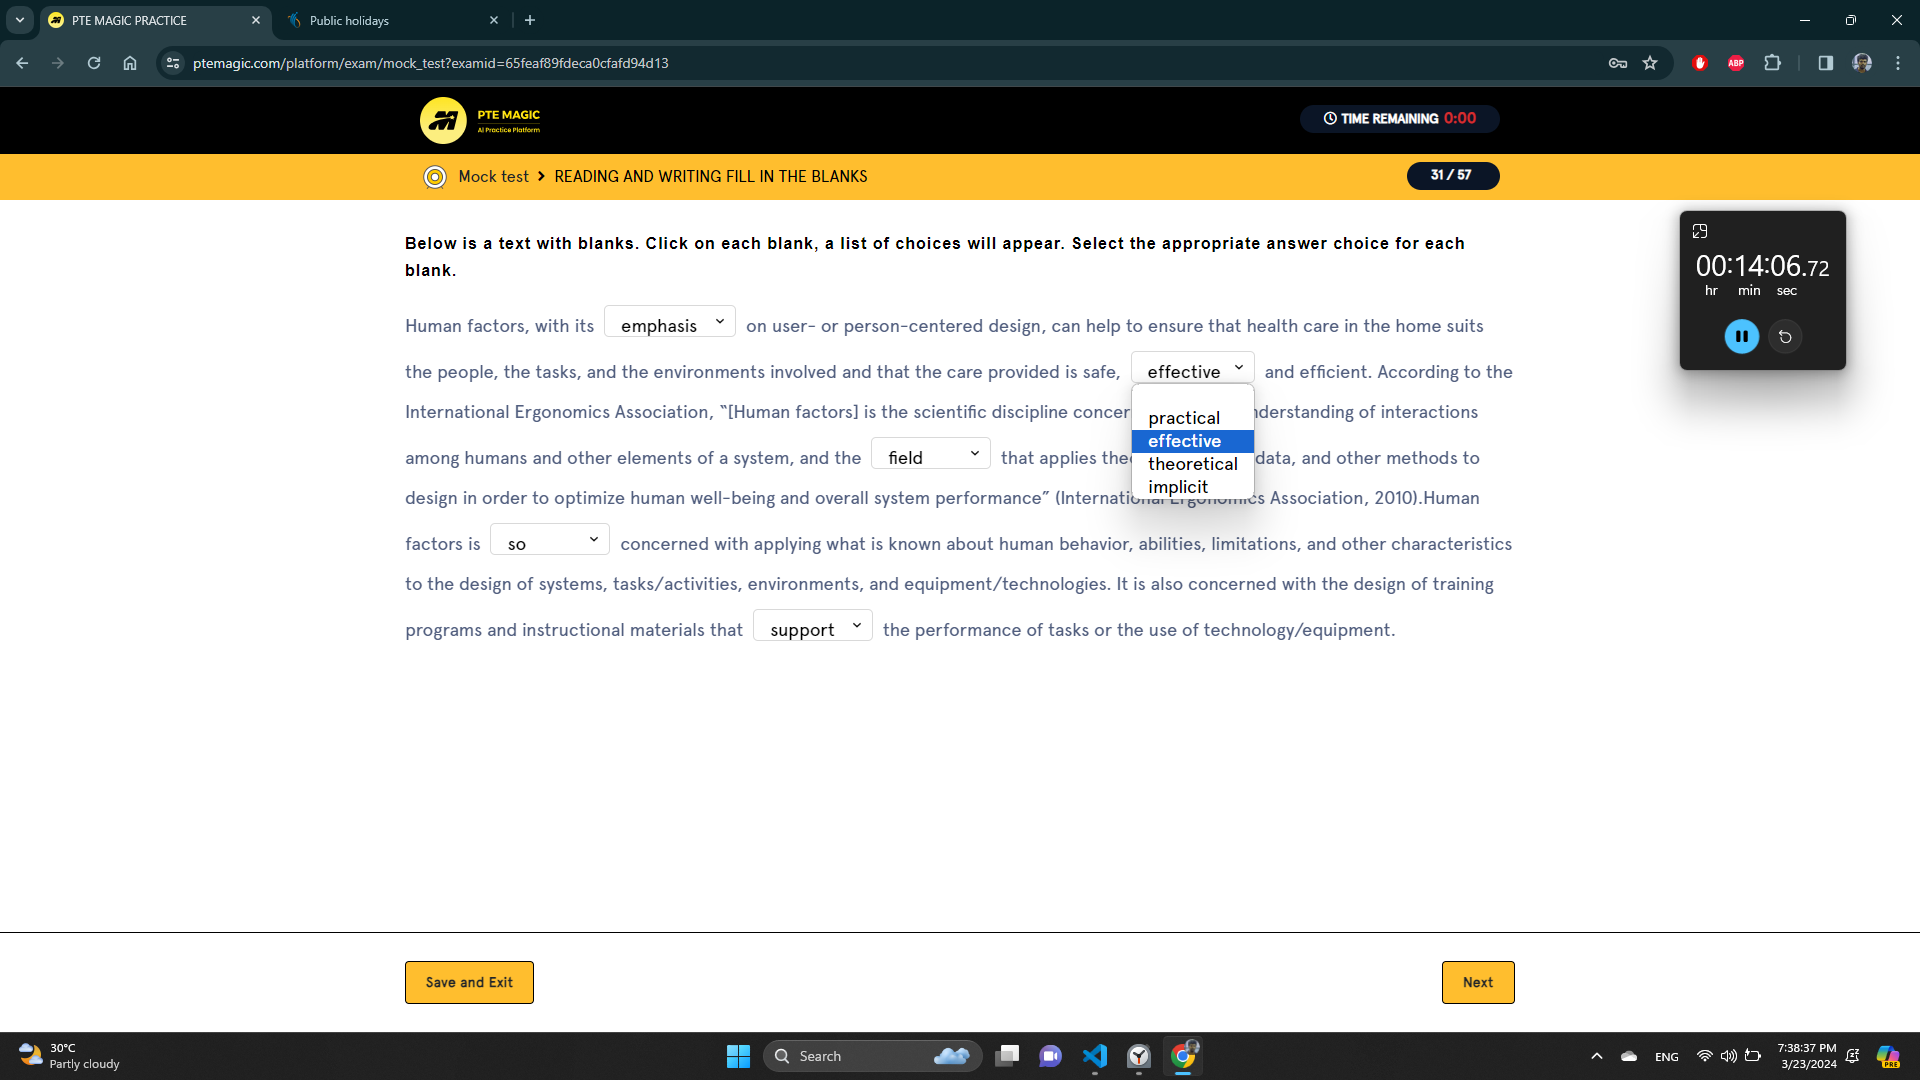 PTE MAGIC PRACTICE
Public holidays
ptemagic.com/platform/exam/mock_test?examid=65feaf89fdeca0cfafd94d13
ABP
PTE MAGIC
AI Practice Platform
TIME REMAINING 0:00
Mock test > READING AND WRITING FILL IN THE BLANKS
31 / 57
Below is a text with blanks. Click on each blank, a list of choices will appear. Select the appropriate answer choice for each
blank.
00:14:06.72
hr min sec
Human factors, with its emphasis on user- or person-centered design, can help to ensure that health care in the home suits
the people, the tasks, and the environments involved and that the care provided is safe, effective and efficient. According to the
International Ergonomics Association, “[Human factors] is the scientific discipline concer nderstanding of interactions
practical
effective
theoretical
implicit
among humans and other elements of a system, and the field that applies the data, and other methods to
design in order to optimize human well-being and overall system performance” (International Ergonomics Association, 2010).Human
factors is so concerned with applying what is known about human behavior, abilities, limitations, and other characteristics
to the design of systems, tasks/activities, environments, and equipment/technologies. It is also concerned with the design of training
programs and instructional materials that support the performance of tasks or the use of technology/equipment.
Save and Exit
Next
30°C
Partly cloudy
Search
ENG
7:38:37 PM
3/23/2024
PRE